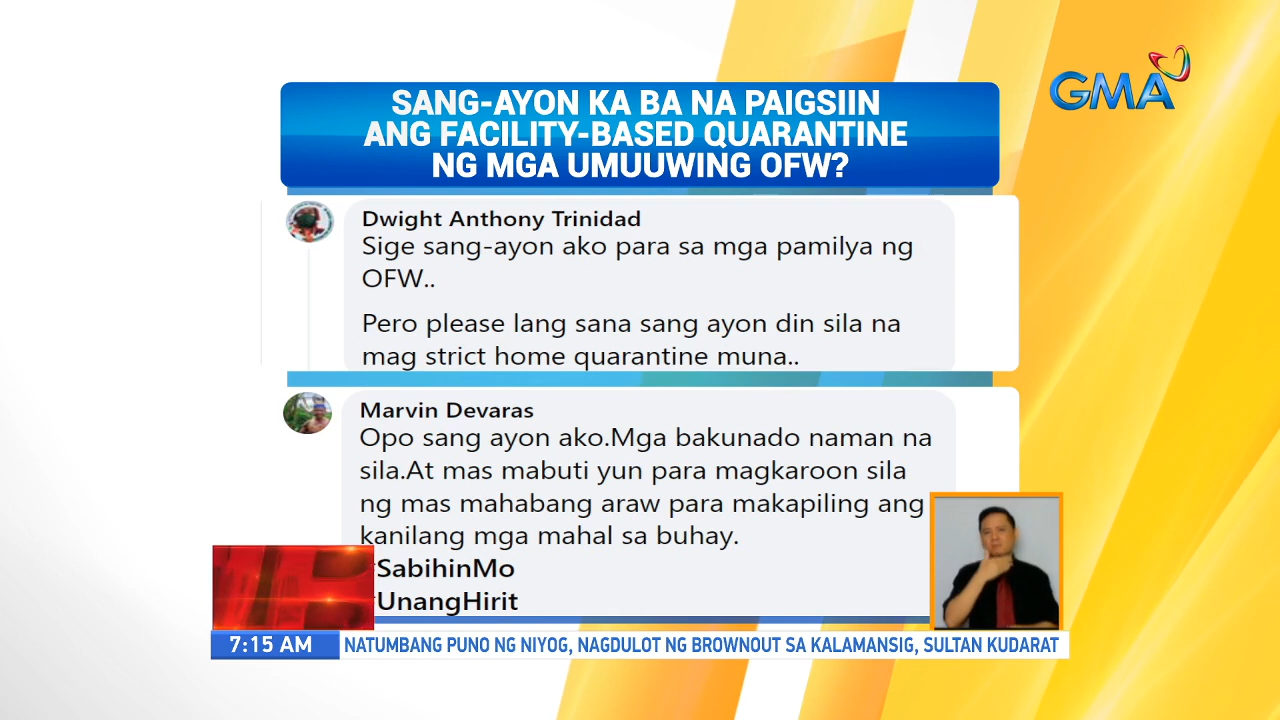 GMA
SANG-AYON KA BA NA PAIGSIIN
ANG FACILITY-BASED QUARANTINE
NG MGA UMUUWING OFW?
Dwight Anthony Trinidad
Sige sang-ayon ako para sa mga pamilya ng
OFW..
Pero please lang sana sang ayon din sila na
mag strict home quarantine muna..
Marvin Devaras
Opo sang ayon ako.Mga bakunado naman na
sila.At mas mabuti yun para magkaroon sila
ng mas mahabang araw para makapiling ang
kanilang mga mahal sa buhay.
SabihinMo
UnangHirit
7:15 AM NATUMBANG PUNO NG NIYOG, NAGDULOT NG BROWNOUT SA KALAMANSIG, SULTAN KUDARAT